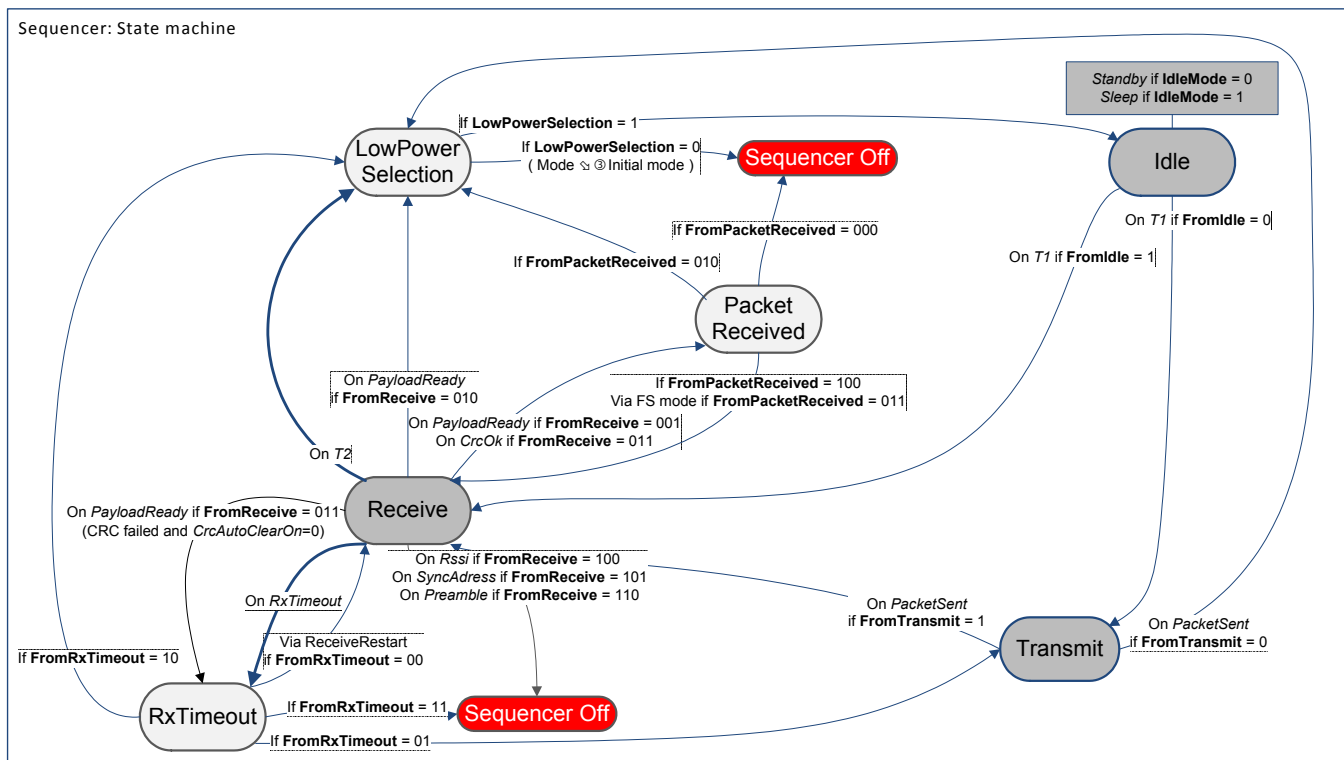 Sequencer: State machine
Standby if IdleMode = 0
Sleep if IdleMode = 1
If LowPowerSelection = 1
LowPower
Selection
If LowPowerSelection = 0
( Mode ⇘ ③ Initial mode )
Sequencer Off
Idle
On T1 if FromIdle = 0
If FromPacketReceived = 000
On T1 if FromIdle = 1
If FromPacketReceived = 010
Packet
Received
On PayloadReady
if FromReceive = 010
If FromPacketReceived = 100
Via FS mode if FromPacketReceived = 011
On PayloadReady if FromReceive = 001
On CrcOk if FromReceive = 011
On T2
Receive
On PayloadReady if FromReceive = 011
(CRC failed and CrcAutoClearOn=0)
On Rssi if FromReceive = 100
On SyncAdress if FromReceive = 101
On Preamble if FromReceive = 110
On RxTimeout
On PacketSent
if FromTransmit = 1
On PacketSent
if FromTransmit = 0
Transmit
Via ReceiveRestart
if FromRxTimeout = 00
If FromRxTimeout = 10
RxTimeout
If FromRxTimeout = 11
Sequencer Off
If FromRxTimeout = 01